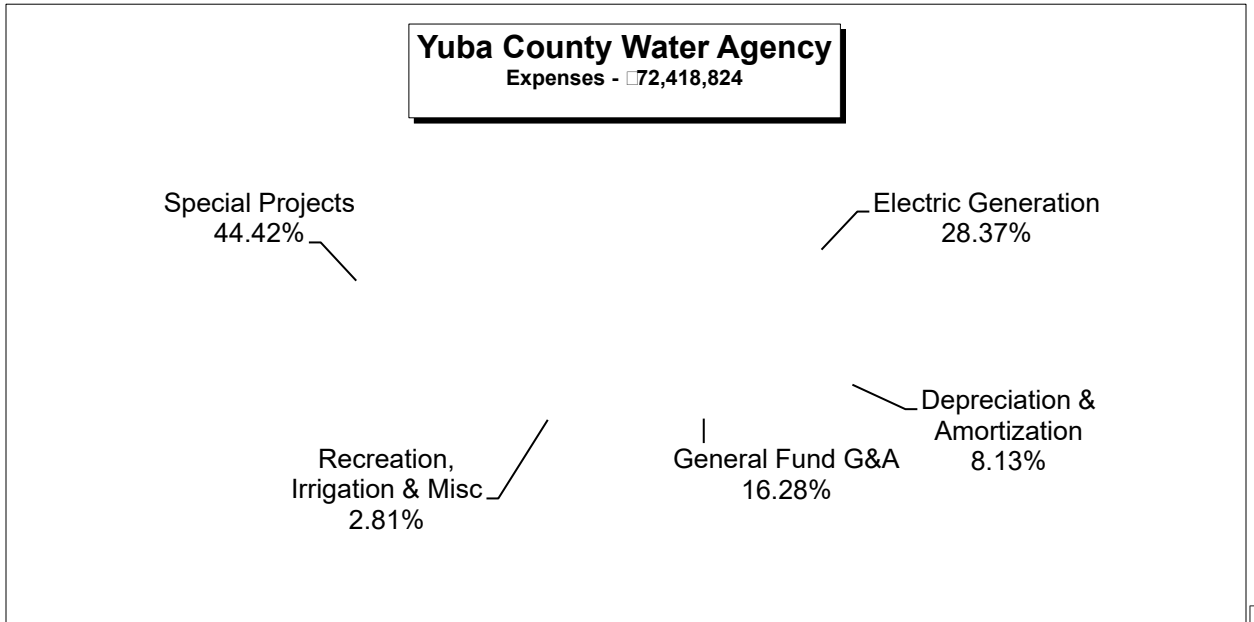 Yuba County Water Agency
Expenses - □72,418,824
Special Projects
44.42%
Electric Generation
28.37%
Depreciation &
Amortization
8.13%
General Fund G&A
16.28%
Recreation,
Irrigation & Misc
2.81%